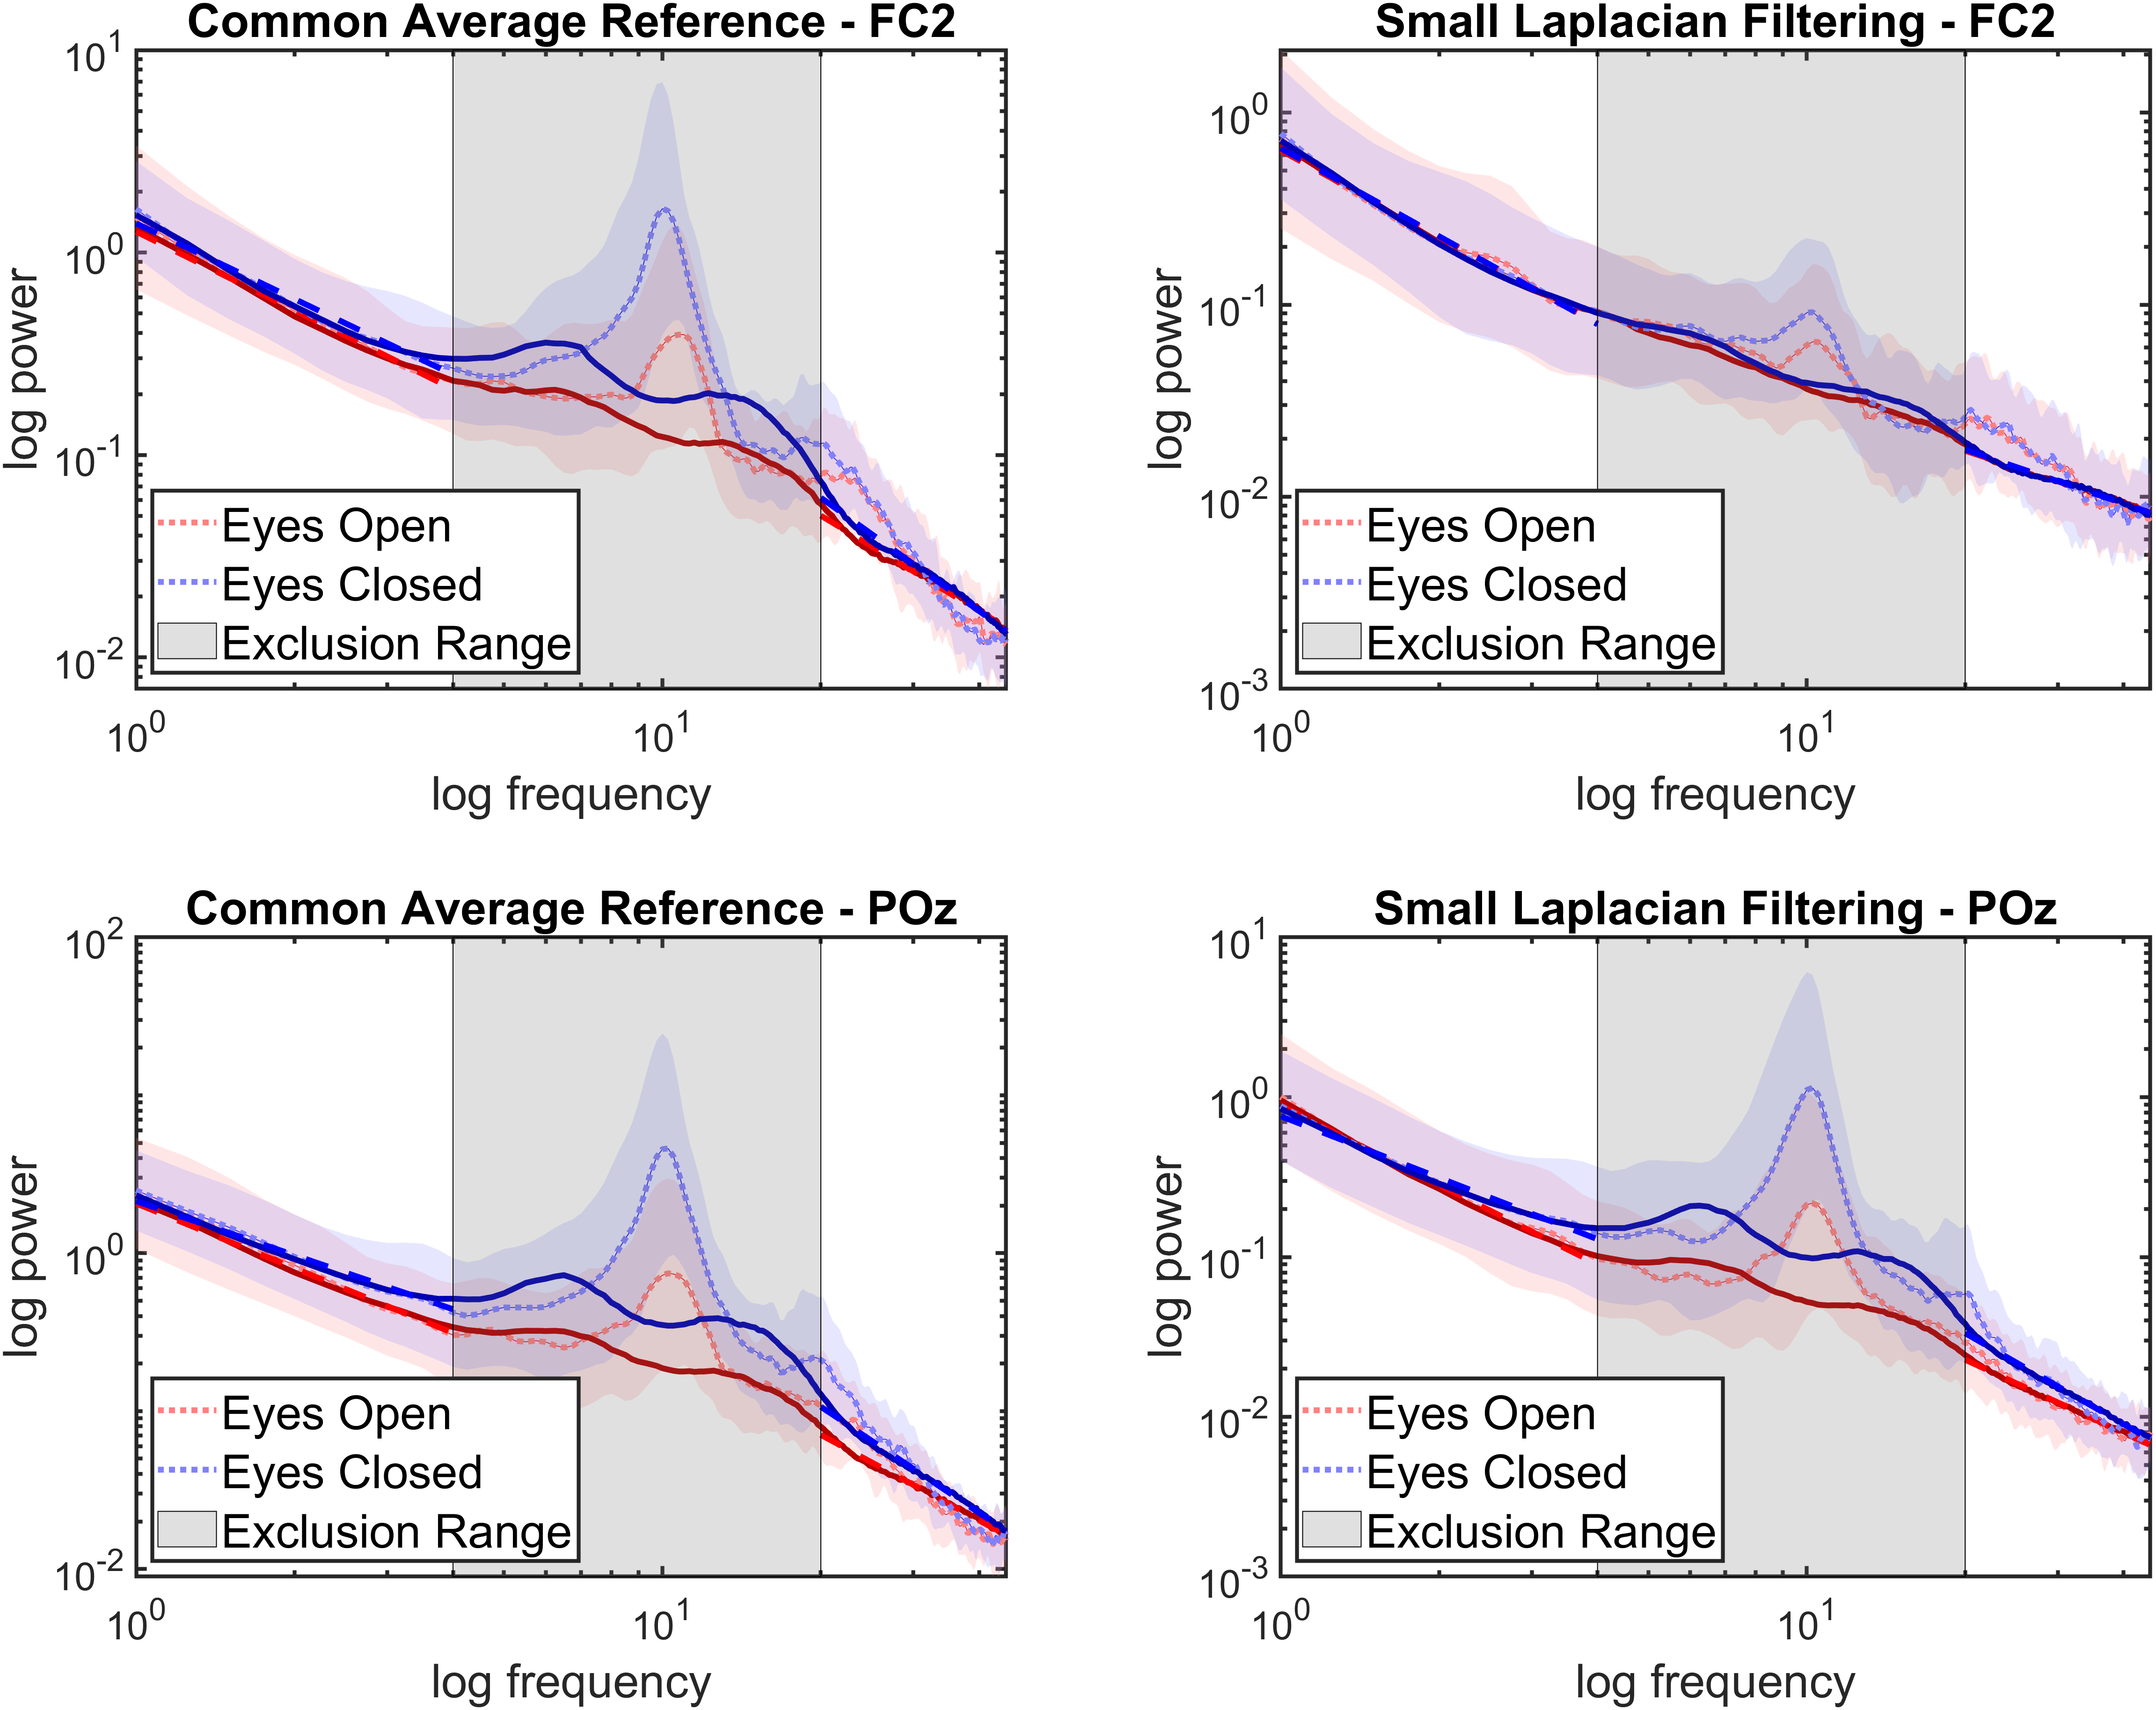 Common Average Reference - FC2
10^1
10^0
10^-1
10^-2
log power
Eyes Open
Eyes Closed
Exclusion Range
10^0
10^1
log frequency
Small Laplacian Filtering - FC2
10^0
10^-1
10^-2
10^-3
log power
Eyes Open
Eyes Closed
Exclusion Range
10^0
10^1
log frequency
Common Average Reference - POz
10^2
10^0
10^-2
log power
Eyes Open
Eyes Closed
Exclusion Range
10^0
10^1
log frequency
Small Laplacian Filtering - POz
10^1
10^0
10^-1
10^-2
10^-3
log power
Eyes Open
Eyes Closed
Exclusion Range
10^0
10^1
log frequency